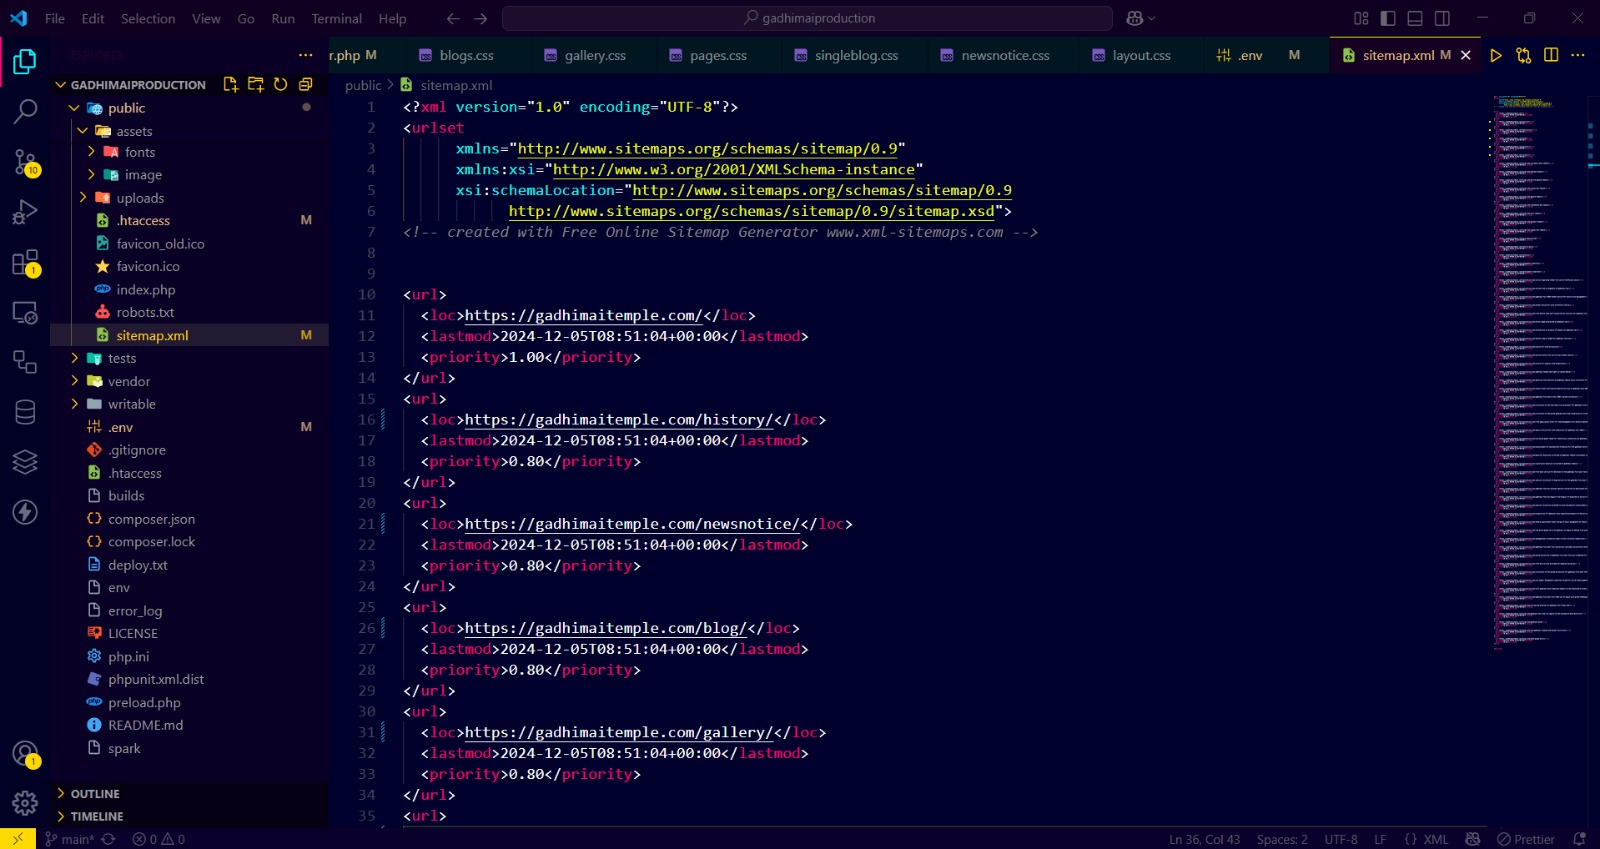 File Edit Selection View Go Run Terminal Help gadhimaiproduction
r.php M blogs.css gallery.css pages.css singleblog.css newsnotice.css layout.css .env M sitemap.xml M
GADHIMAIPRODUCTION
public
assets
fonts
image
uploads
.htaccess M
favicon_old.ico
favicon.ico
index.php
robots.txt
sitemap.xml M
tests
vendor
writable
.env M
.gitignore
.htaccess
builds
composer.json
composer.lock
deploy.txt
env
error_log
LICENSE
php.ini
phpunit.xml.dist
preload.php
README.md
spark
OUTLINE
TIMELINE
10
1
1
public > sitemap.xml
1 <?xml version="1.0" encoding="UTF-8"?>
2 <urlset
3 xmlns="http://www.sitemaps.org/schemas/sitemap/0.9"
4 xmlns:xsi="http://www.w3.org/2001/XMLSchema-instance"
5 xsi:schemaLocation="http://www.sitemaps.org/schemas/sitemap/0.9
6 http://www.sitemaps.org/schemas/sitemap/0.9/sitemap.xsd">
7 <!-- created with Free Online Sitemap Generator www.xml-sitemaps.com -->
8
9
10 <url>
11 <loc>https://gadhimaitemple.com/</loc>
12 <lastmod>2024-12-05T08:51:04+00:00</lastmod>
13 <priority>1.00</priority>
14 </url>
15 <url>
16 <loc>https://gadhimaitemple.com/history/</loc>
17 <lastmod>2024-12-05T08:51:04+00:00</lastmod>
18 <priority>0.80</priority>
19 </url>
20 <url>
21 <loc>https://gadhimaitemple.com/newsnotice/</loc>
22 <lastmod>2024-12-05T08:51:04+00:00</lastmod>
23 <priority>0.80</priority>
24 </url>
25 <url>
26 <loc>https://gadhimaitemple.com/blog/</loc>
27 <lastmod>2024-12-05T08:51:04+00:00</lastmod>
28 <priority>0.80</priority>
29 </url>
30 <url>
31 <loc>https://gadhimaitemple.com/gallery/</loc>
32 <lastmod>2024-12-05T08:51:04+00:00</lastmod>
33 <priority>0.80</priority>
34 </url>
35 <url>
main* 0 0 Ln 36, Col 43 Spaces: 2 UTF-8 LF {} XML Prettier